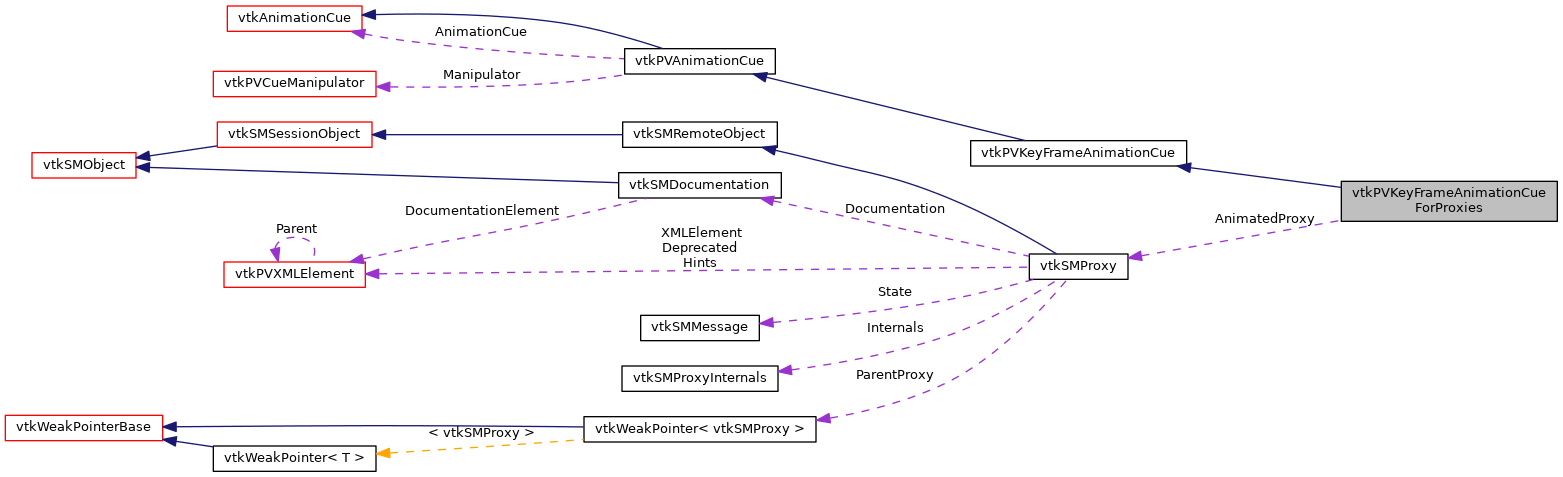 vtkAnimationCue
AnimationCue
vtkPVAnimationCue
Manipulator
vtkPVCueManipulator
vtkSMSessionObject
vtkSMRemoteObject
vtkPVKeyFrameAnimationCue
vtkSMObject
vtkSMDocumentation
vtkPVKeyFrameAnimationCue
ForProxies
DocumentationElement
Documentation
AnimatedProxy
Parent
XMLElement
Deprecated
Hints
vtkPVXMLElement
vtkSMProxy
State
vtkSMMessage
Internals
vtkSMProxyInternals
ParentProxy
vtkWeakPointerBase
vtkWeakPointer< vtkSMProxy >
< vtkSMProxy >
vtkWeakPointer< T >